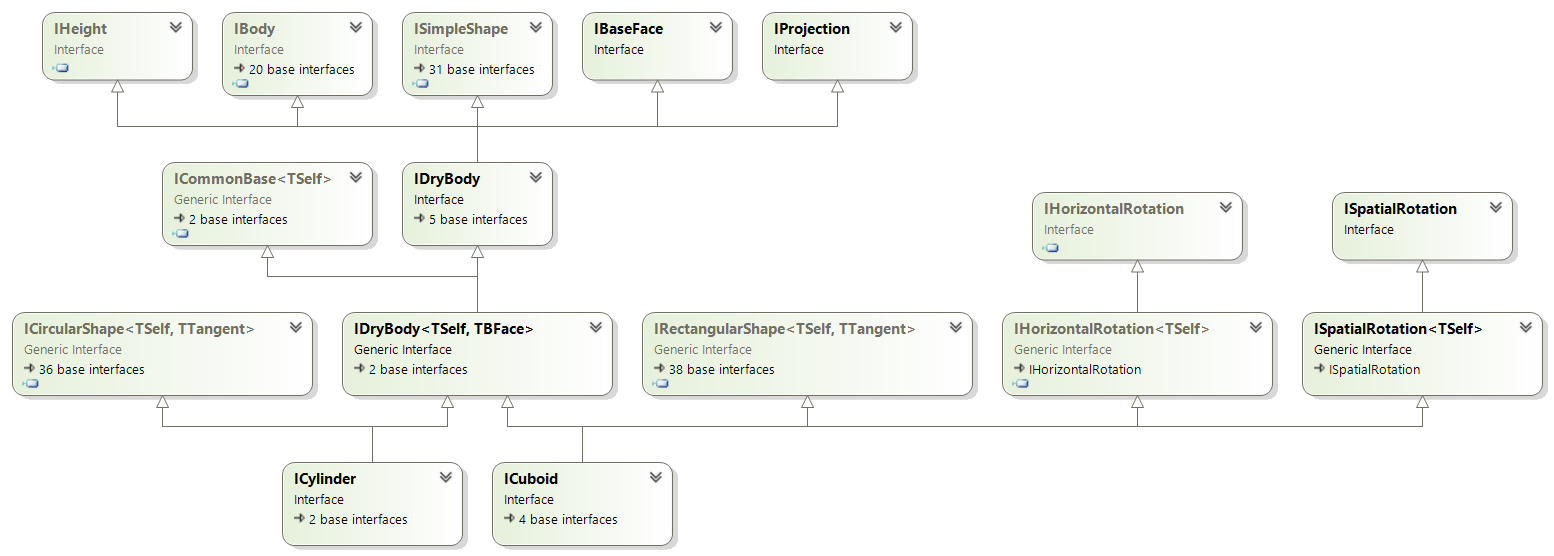 IHeight
Interface
IBody
Interface
20 base interfaces
ISimpleShape
Interface
31 base interfaces
IBaseFace
Interface
IProjection
Interface
ICommonBase<TSelf>
Generic Interface
2 base interfaces
IDryBody
Interface
5 base interfaces
IHorizontalRotation
Interface
ISpatialRotation
Interface
ICircularShape<TSelf, TTangent>
Generic Interface
36 base interfaces
IDryBody<TSelf, TBFace>
Generic Interface
2 base interfaces
IRectangularShape<TSelf, TTangent>
Generic Interface
38 base interfaces
IHorizontalRotation<TSelf>
Generic Interface
IHorizontalRotation
ISpatialRotation<TSelf>
Generic Interface
ISpatialRotation
ICylinder
Interface
2 base interfaces
ICuboid
Interface
4 base interfaces